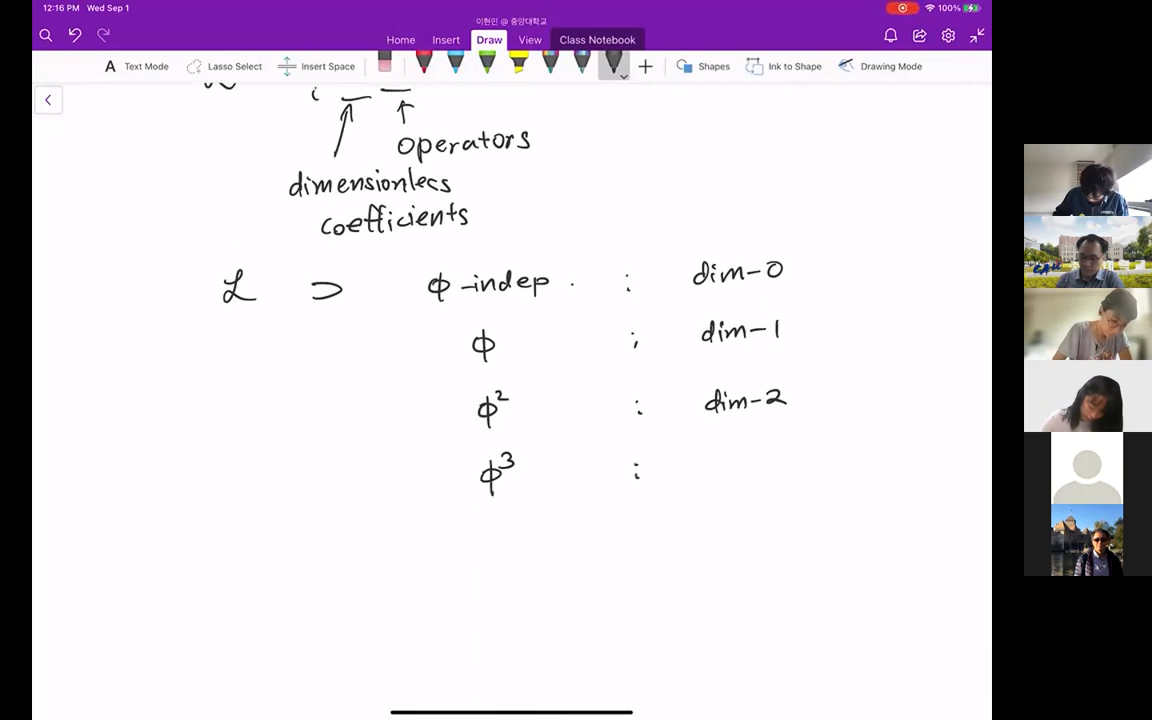 12:16 PM Wed Sep 1
100%
이현민 @ 중앙대학교
Home Insert Draw View Class Notebook
A Text Mode Lasso Select Insert Space Shapes Ink to Shape Drawing Mode
i
operators
dimensionlecs
coefficients
ℒ ⊃ ϕ-indep. : dim-0
ϕ ; dim-1
ϕ² : dim-2
ϕ³ :